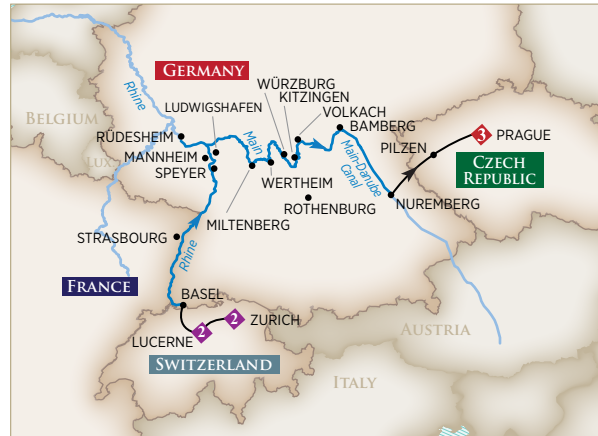 GERMANY
Rhine
BELGIUM
LUDWIGSHAFEN
WÜRZBURG
KITZINGEN
VOLKACH
BAMBERG
RÜDESHEIM
Main
MANNHEIM
LUX
SPEYER
WERTHEIM
MILTENBERG
ROTHENBURG
Main-Danube
Canal
PILZEN
3
PRAGUE
CZECH
REPUBLIC
NUREMBERG
STRASBOURG
Rhine
FRANCE
BASEL
2
ZURICH
LUCERNE
2
SWITZERLAND
AUSTRIA
ITALY